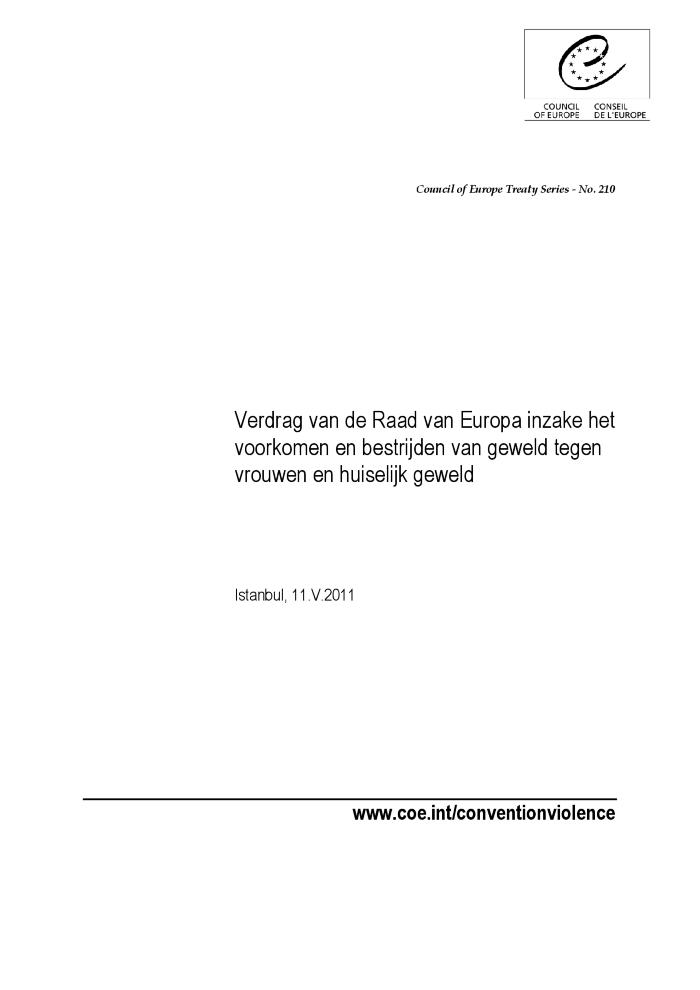 COUNCIL OF EUROPE
CONSEIL DE L'EUROPE
Council of Europe Treaty Series - No. 210
Verdrag van de Raad van Europa inzake het
voorkomen en bestrijden van geweld tegen
vrouwen en huiselijk geweld
Istanbul, 11.V.2011
www.coe.int/conventionviolence